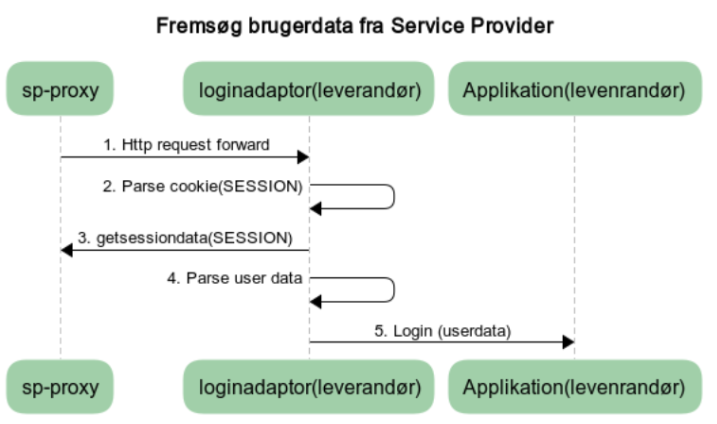 Fremsøg brugerdata fra Service Provider
sp-proxy
loginadaptor(leverandør)
Applikation(levenrandør)
1. Http request forward
2. Parse cookie(SESSION)
3. getsessiondata(SESSION)
4. Parse user data
5. Login (userdata)
sp-proxy
loginadaptor(leverandør)
Applikation(levenrandør)